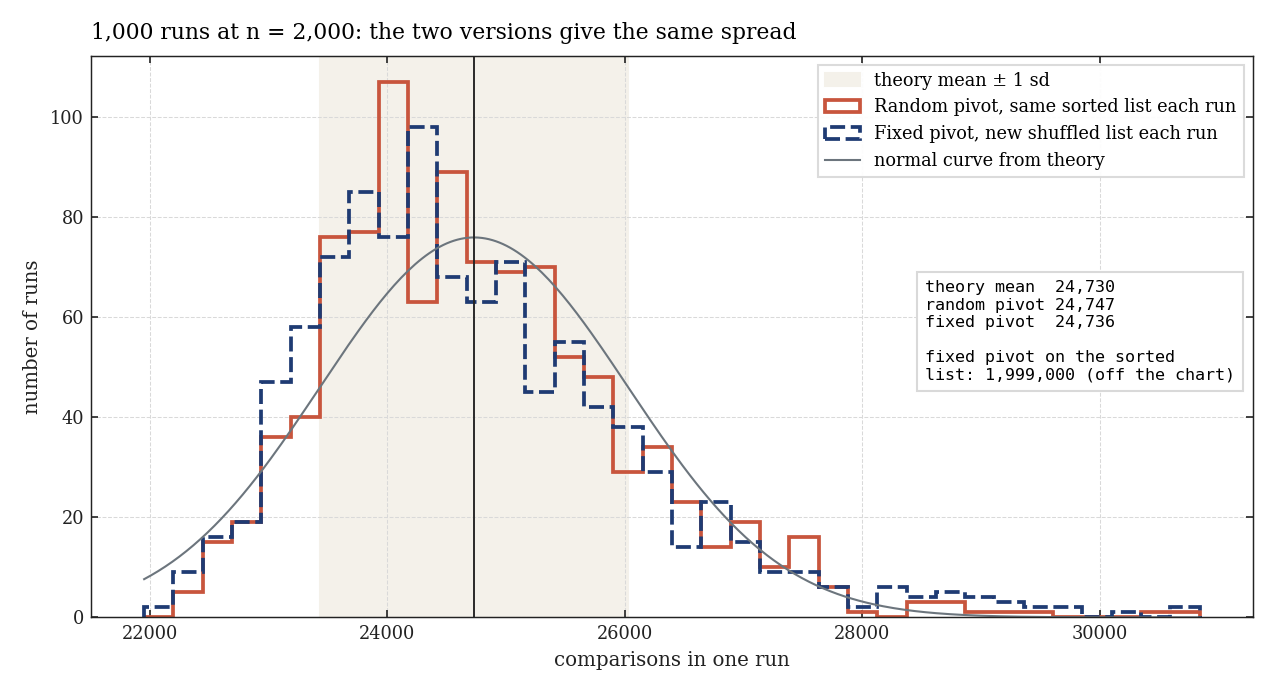 1,000 runs at n = 2,000: the two versions give the same spread
theory mean ± 1 sd
Random pivot, same sorted list each run
Fixed pivot, new shuffled list each run
normal curve from theory
theory mean  24,730
random pivot 24,747
fixed pivot  24,736
fixed pivot on the sorted
list: 1,999,000 (off the chart)
number of runs
100
80
60
40
20
0
22000
24000
26000
28000
30000
comparisons in one run